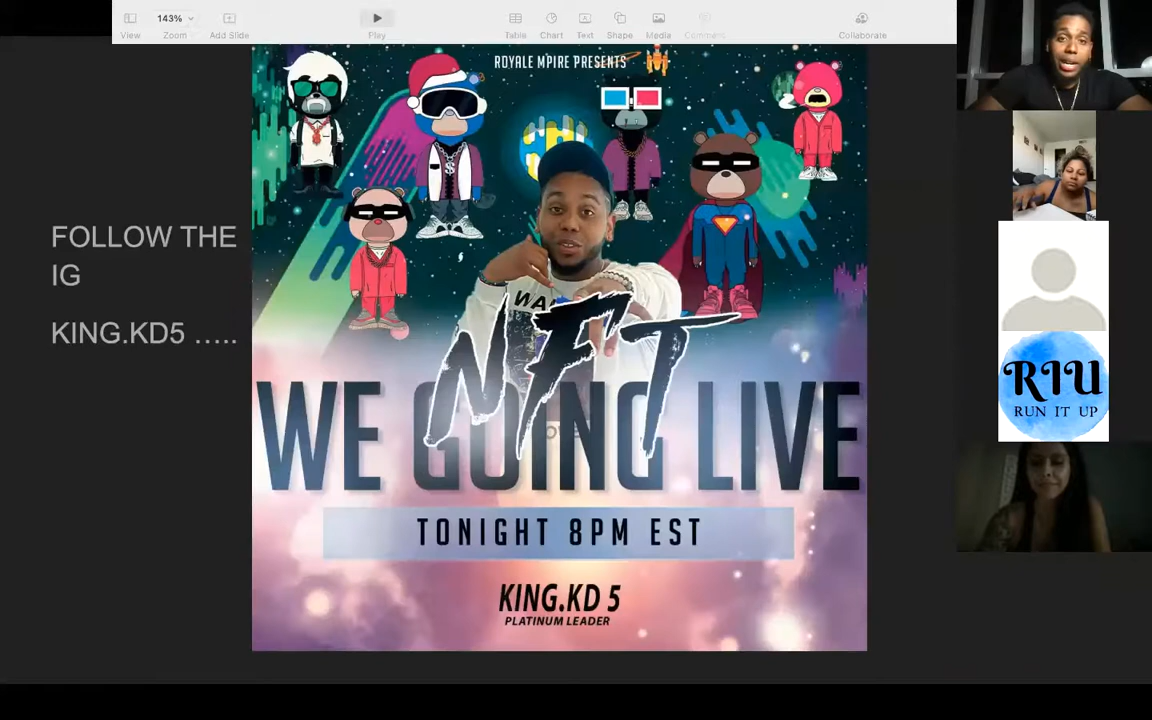 143%
View
Zoom
Add Slide
Play
Table
Chart
Text
Shape
Media
Comment
Collaborate
FOLLOW THE
IG
KING.KD5 …..
ROYALE M'PIRE PRESENTS
NFT
WE GOING LIVE
TONIGHT 8PM EST
KING.KD 5
PLATINUM LEADER
RIU
RUN IT UP